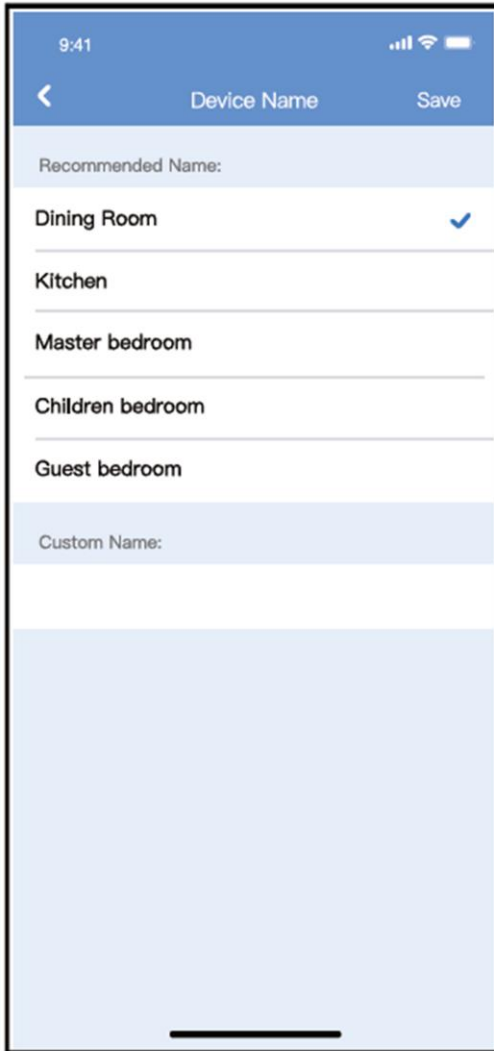 9:41
Device Name Save
Recommended Name:
Dining Room
Kitchen
Master bedroom
Children bedroom
Guest bedroom
Custom Name: